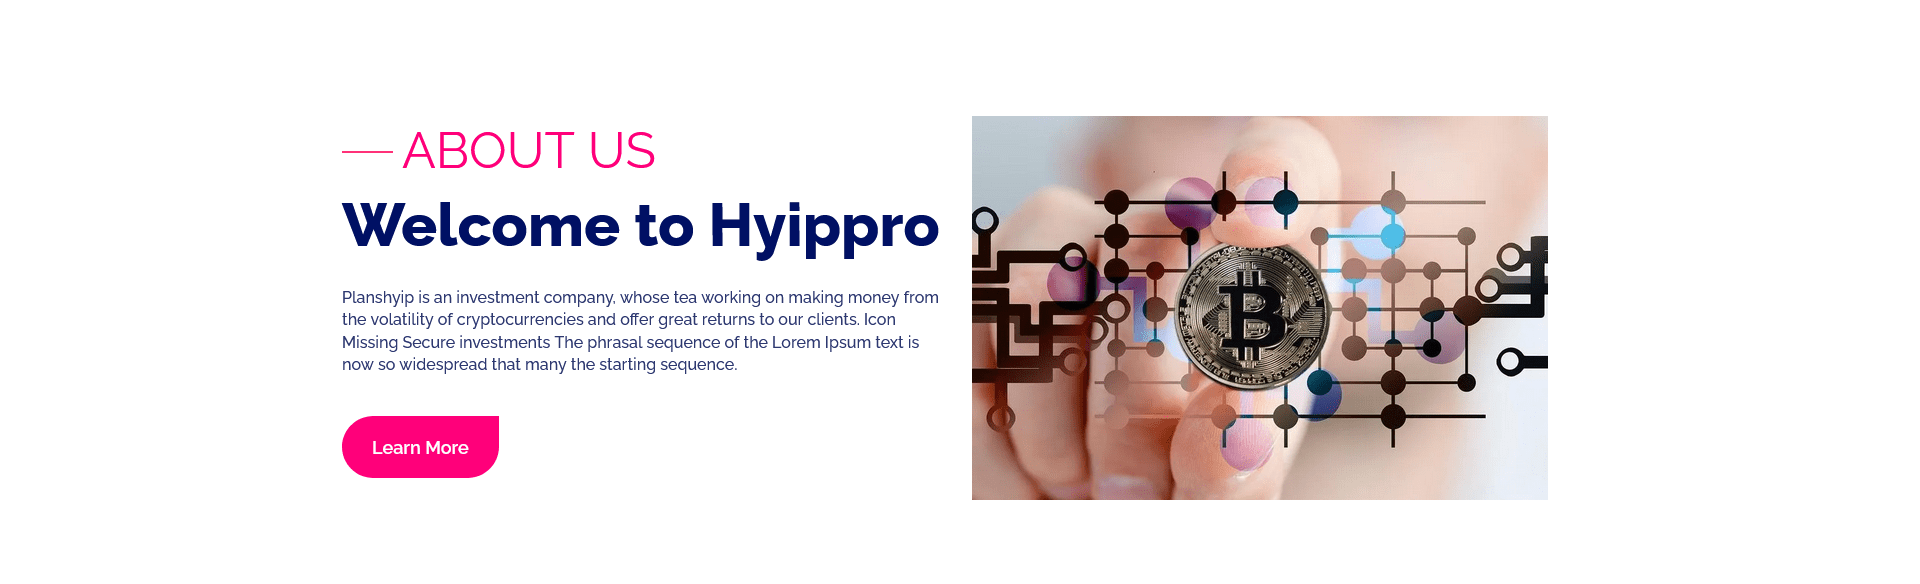 ABOUT US
Welcome to Hyippro
Planshyip is an investment company, whose tea working on making money from
the volatility of cryptocurrencies and offer great returns to our clients. Icon
Missing Secure investments The phrasal sequence of the Lorem Ipsum text is
now so widespread that many the starting sequence.
Learn More